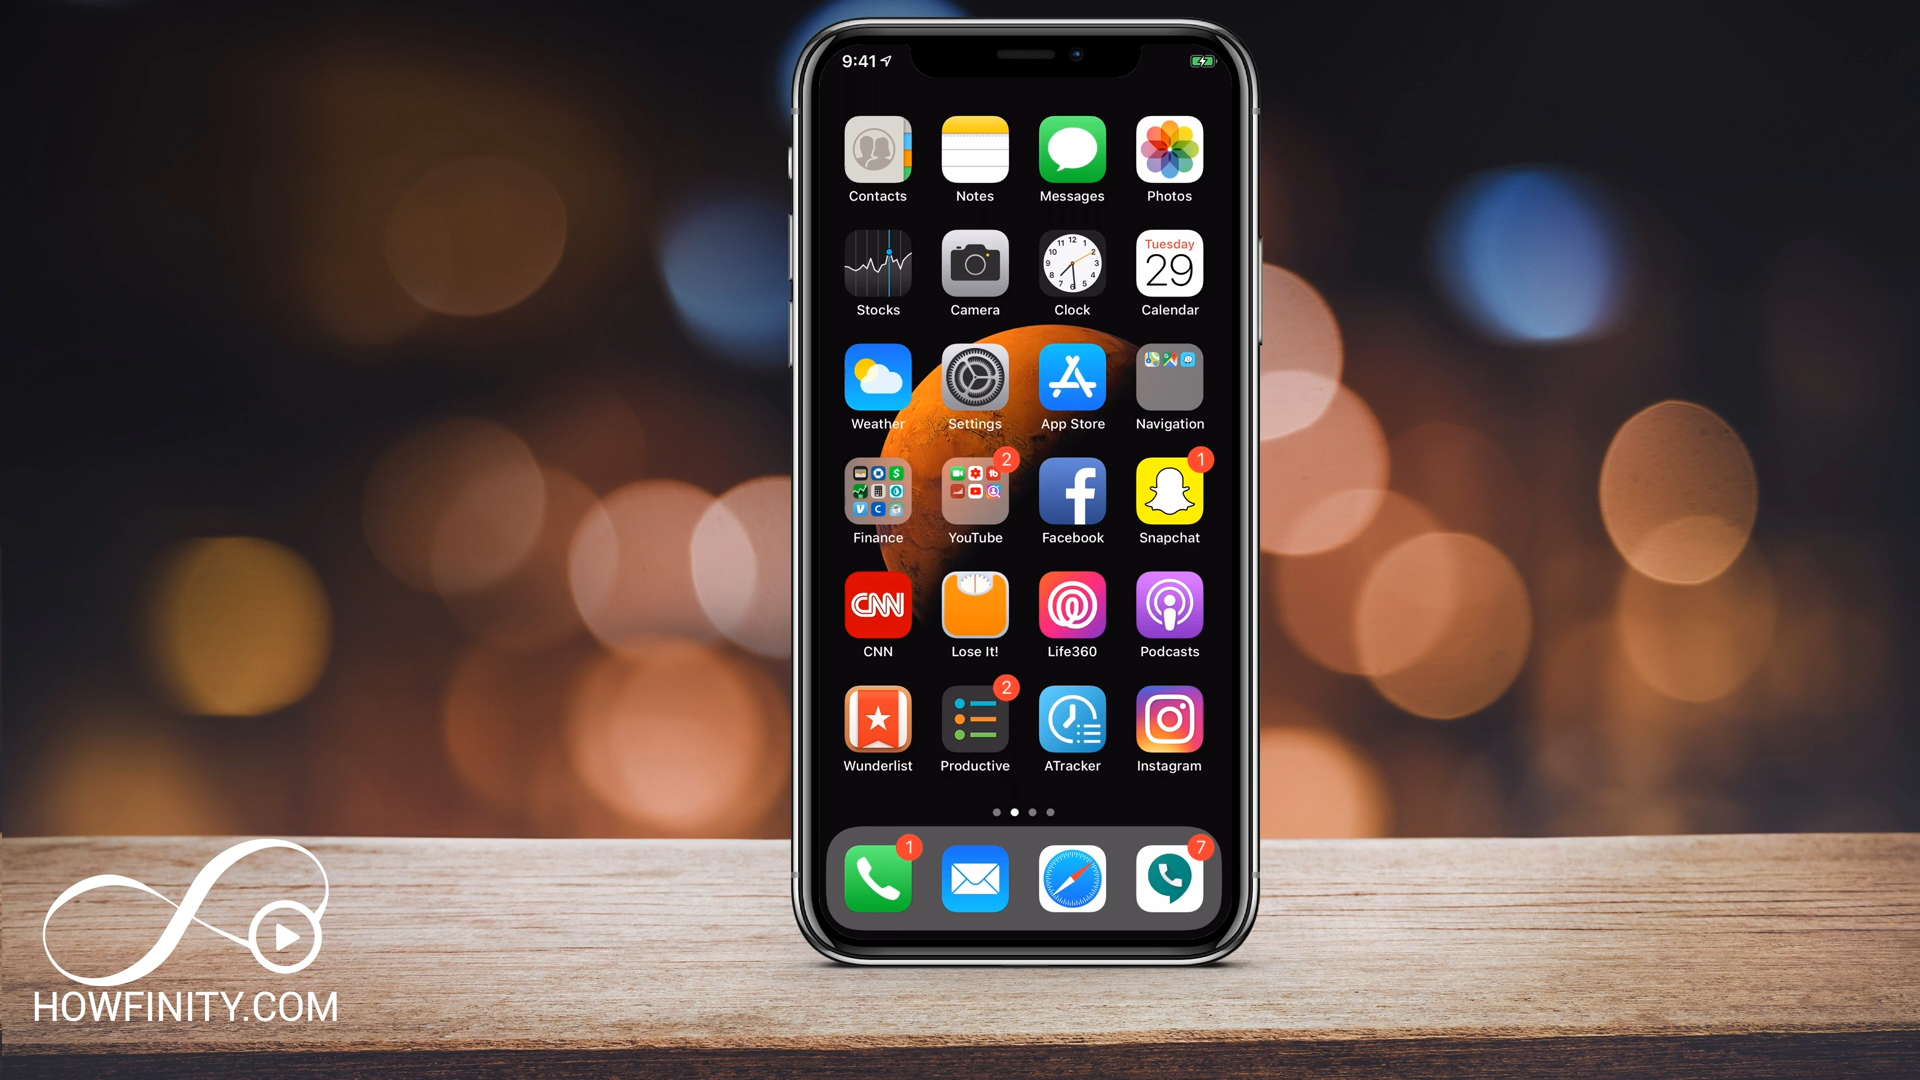 9:41
Contacts
Notes
Messages
Photos
Stocks
Camera
Clock
Tuesday
29
Calendar
Weather
Settings
App Store
Navigation
2
1
Finance
YouTube
Facebook
Snapchat
CNN
CNN
Lose It!
Life360
Podcasts
2
Wunderlist
Productive
ATracker
Instagram
1
7
HOWFINITY.COM